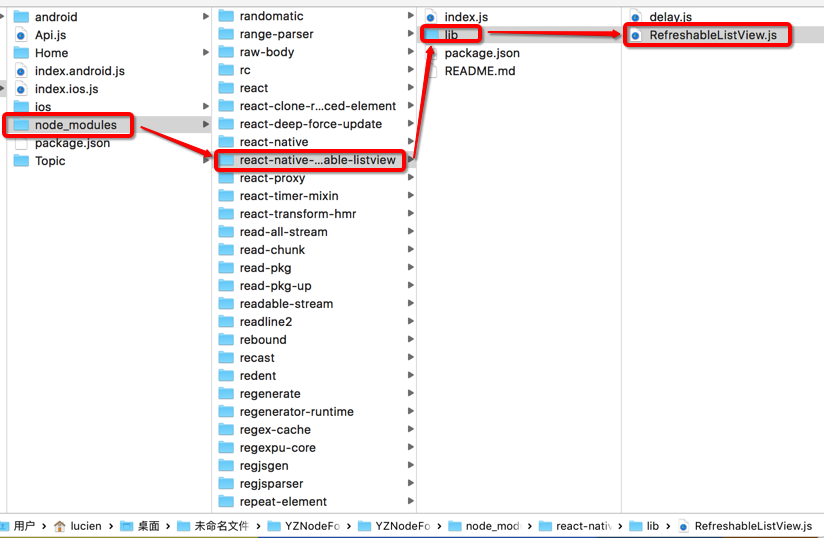 android
Api.js
Home
index.android.js
index.ios.js
ios
node_modules
package.json
Topic
randomatic
range-parser
raw-body
rc
react
react-clone-r...ced-element
react-deep-force-update
react-native
react-native-...able-listview
react-proxy
react-timer-mixin
react-transform-hmr
read-all-stream
read-chunk
read-pkg
read-pkg-up
readable-stream
readline2
rebound
recast
redent
regenerate
regenerator-runtime
regex-cache
regexpu-core
regjsgen
regjsparser
repeat-element
index.js
lib
package.json
README.md
delay.js
RefreshableListView.js
用户 › lucien › 桌面 › 未命名文件 › YZNodeFo › YZNodeFo › node_mod › react-nativ › lib › RefreshableListView.js